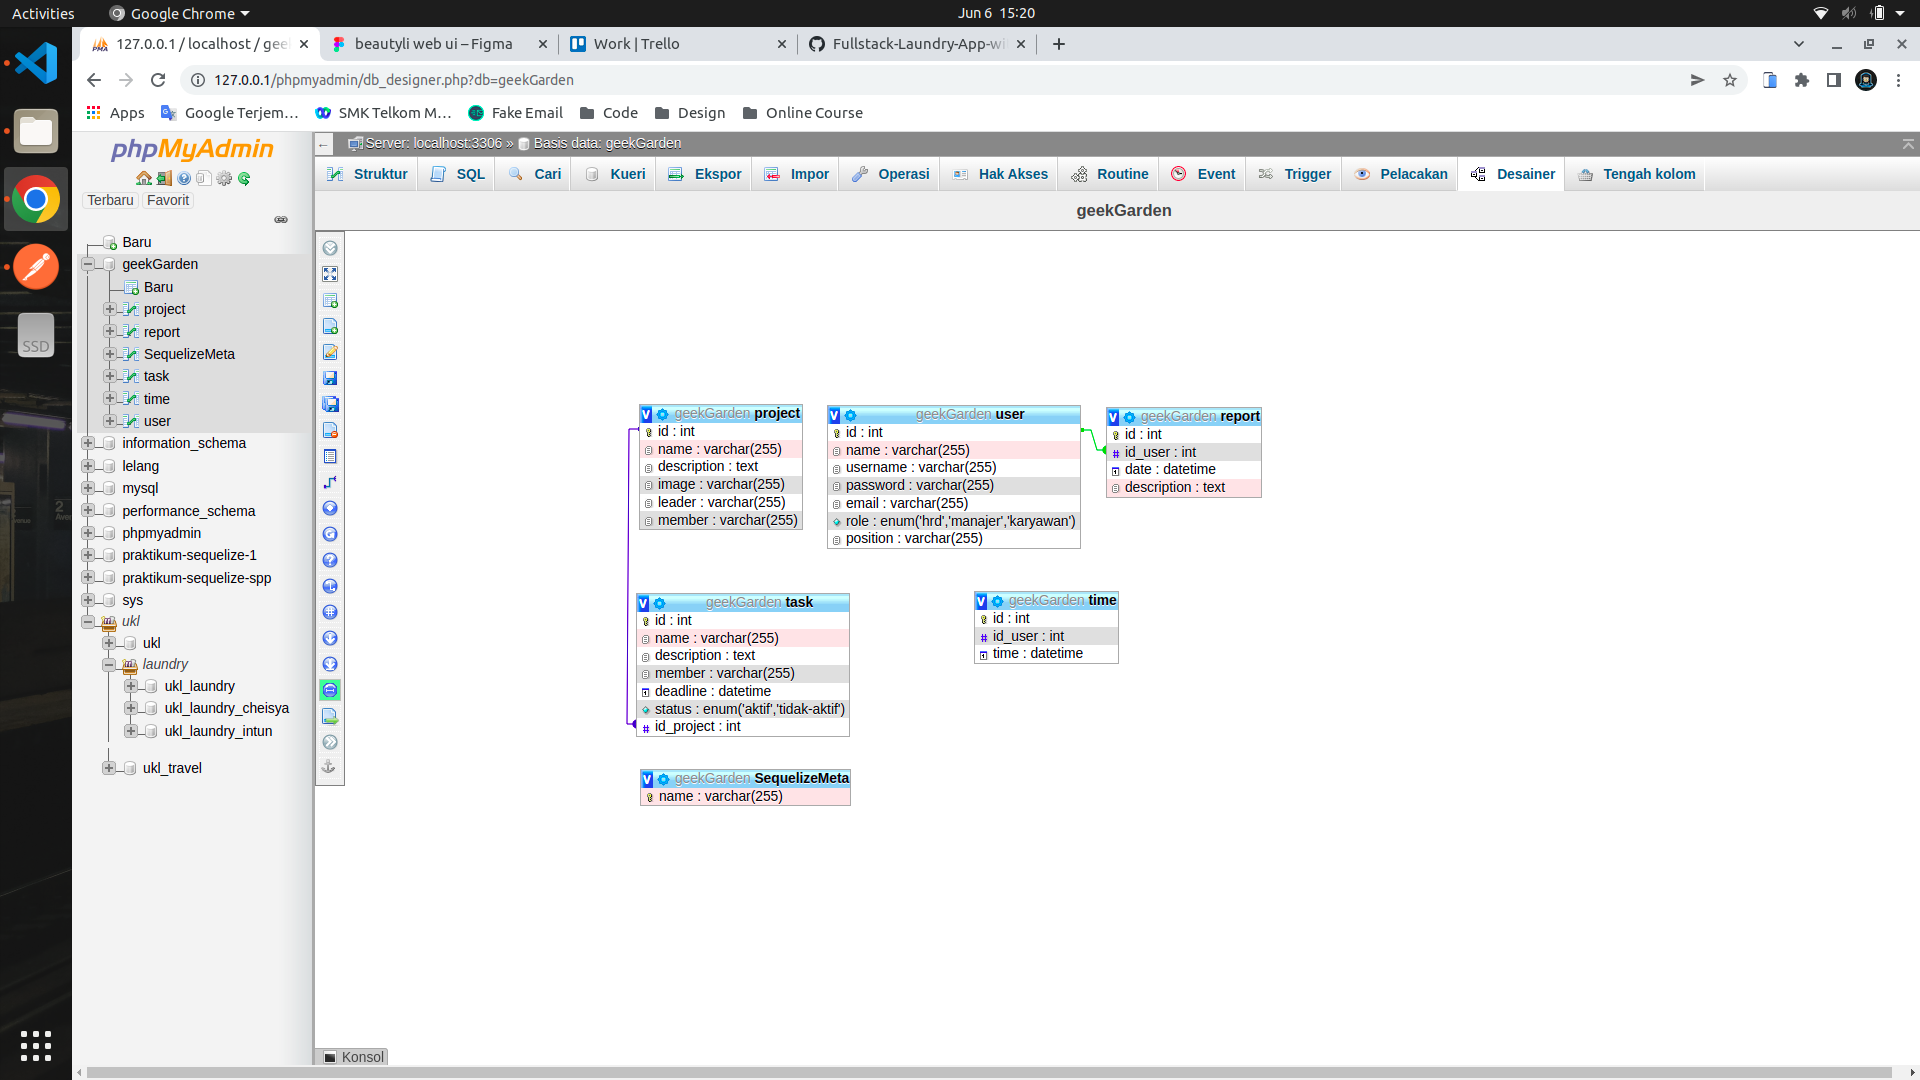 Activities
Google Chrome
Jun 6 15:20
127.0.0.1 / localhost / geek
beautyli web ui – Figma
Work | Trello
Fullstack-Laundry-App-wi
127.0.0.1/phpmyadmin/db_designer.php?db=geekGarden
Apps
Google Terjem…
SMK Telkom M…
Fake Email
Code
Design
Online Course
phpMyAdmin
Server: localhost:3306 » Basis data: geekGarden
Struktur
SQL
Cari
Kueri
Ekspor
Impor
Operasi
Hak Akses
Routine
Event
Trigger
Pelacakan
Desainer
Tengah kolom
Terbaru
Favorit
geekGarden
Baru
geekGarden
Baru
project
report
SequelizeMeta
task
time
user
information_schema
lelang
mysql
performance_schema
phpmyadmin
praktikum-sequelize-1
praktikum-sequelize-spp
sys
ukl
ukl
laundry
ukl_laundry
ukl_laundry_cheisya
ukl_laundry_intun
ukl_travel
SSD
geekGarden project
id : int
name : varchar(255)
description : text
image : varchar(255)
leader : varchar(255)
member : varchar(255)
geekGarden user
id : int
name : varchar(255)
username : varchar(255)
password : varchar(255)
email : varchar(255)
role : enum('hrd','manajer','karyawan')
position : varchar(255)
geekGarden report
id : int
id_user : int
date : datetime
description : text
geekGarden task
id : int
name : varchar(255)
description : text
member : varchar(255)
deadline : datetime
status : enum('aktif','tidak-aktif')
id_project : int
geekGarden time
id : int
id_user : int
time : datetime
geekGarden SequelizeMeta
name : varchar(255)
Konsol